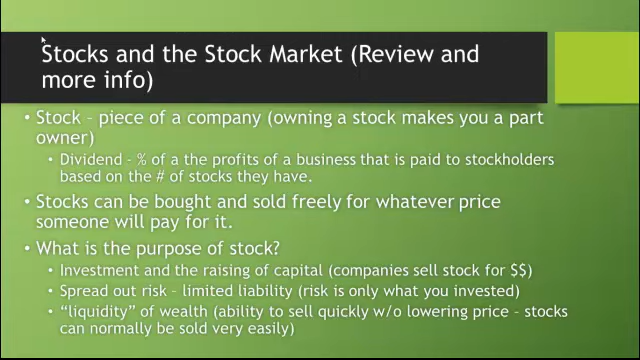 Stocks and the Stock Market (Review and
more info)
• Stock – piece of a company (owning a stock makes you a part
owner)
• Dividend - % of a the profits of a business that is paid to stockholders
based on the # of stocks they have.
• Stocks can be bought and sold freely for whatever price
someone will pay for it.
• What is the purpose of stock?
• Investment and the raising of capital (companies sell stock for $$)
• Spread out risk – limited liability (risk is only what you invested)
• “liquidity” of wealth (ability to sell quickly w/o lowering price – stocks
can normally be sold very easily)